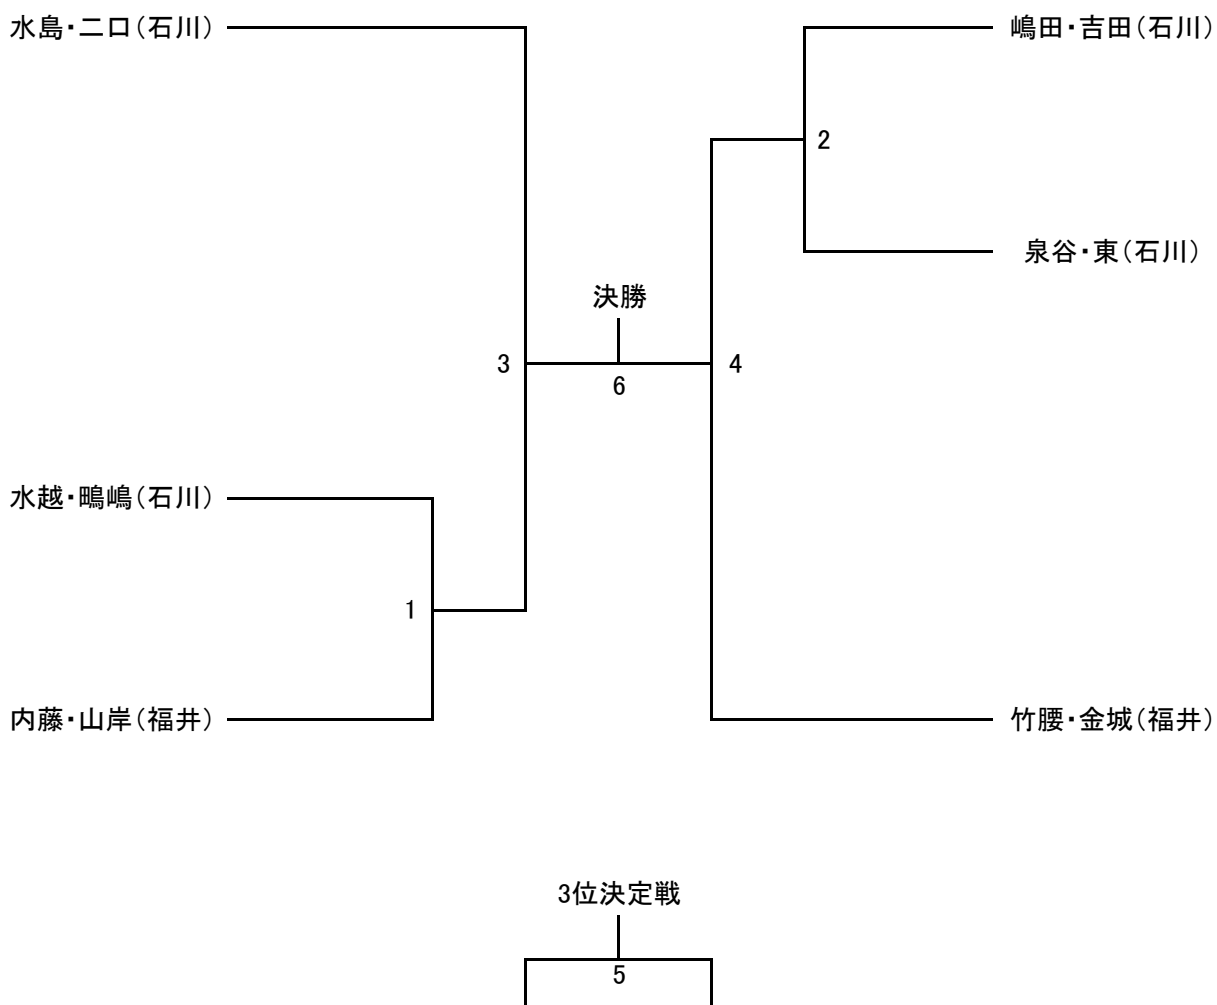 水島・二口(石川)
嶋田・吉田(石川)
2
泉谷・東(石川)
決勝
3
4
6
水越・鴫嶋(石川)
1
内藤・山岸(福井)
竹腰・金城(福井)
3位決定戦
5